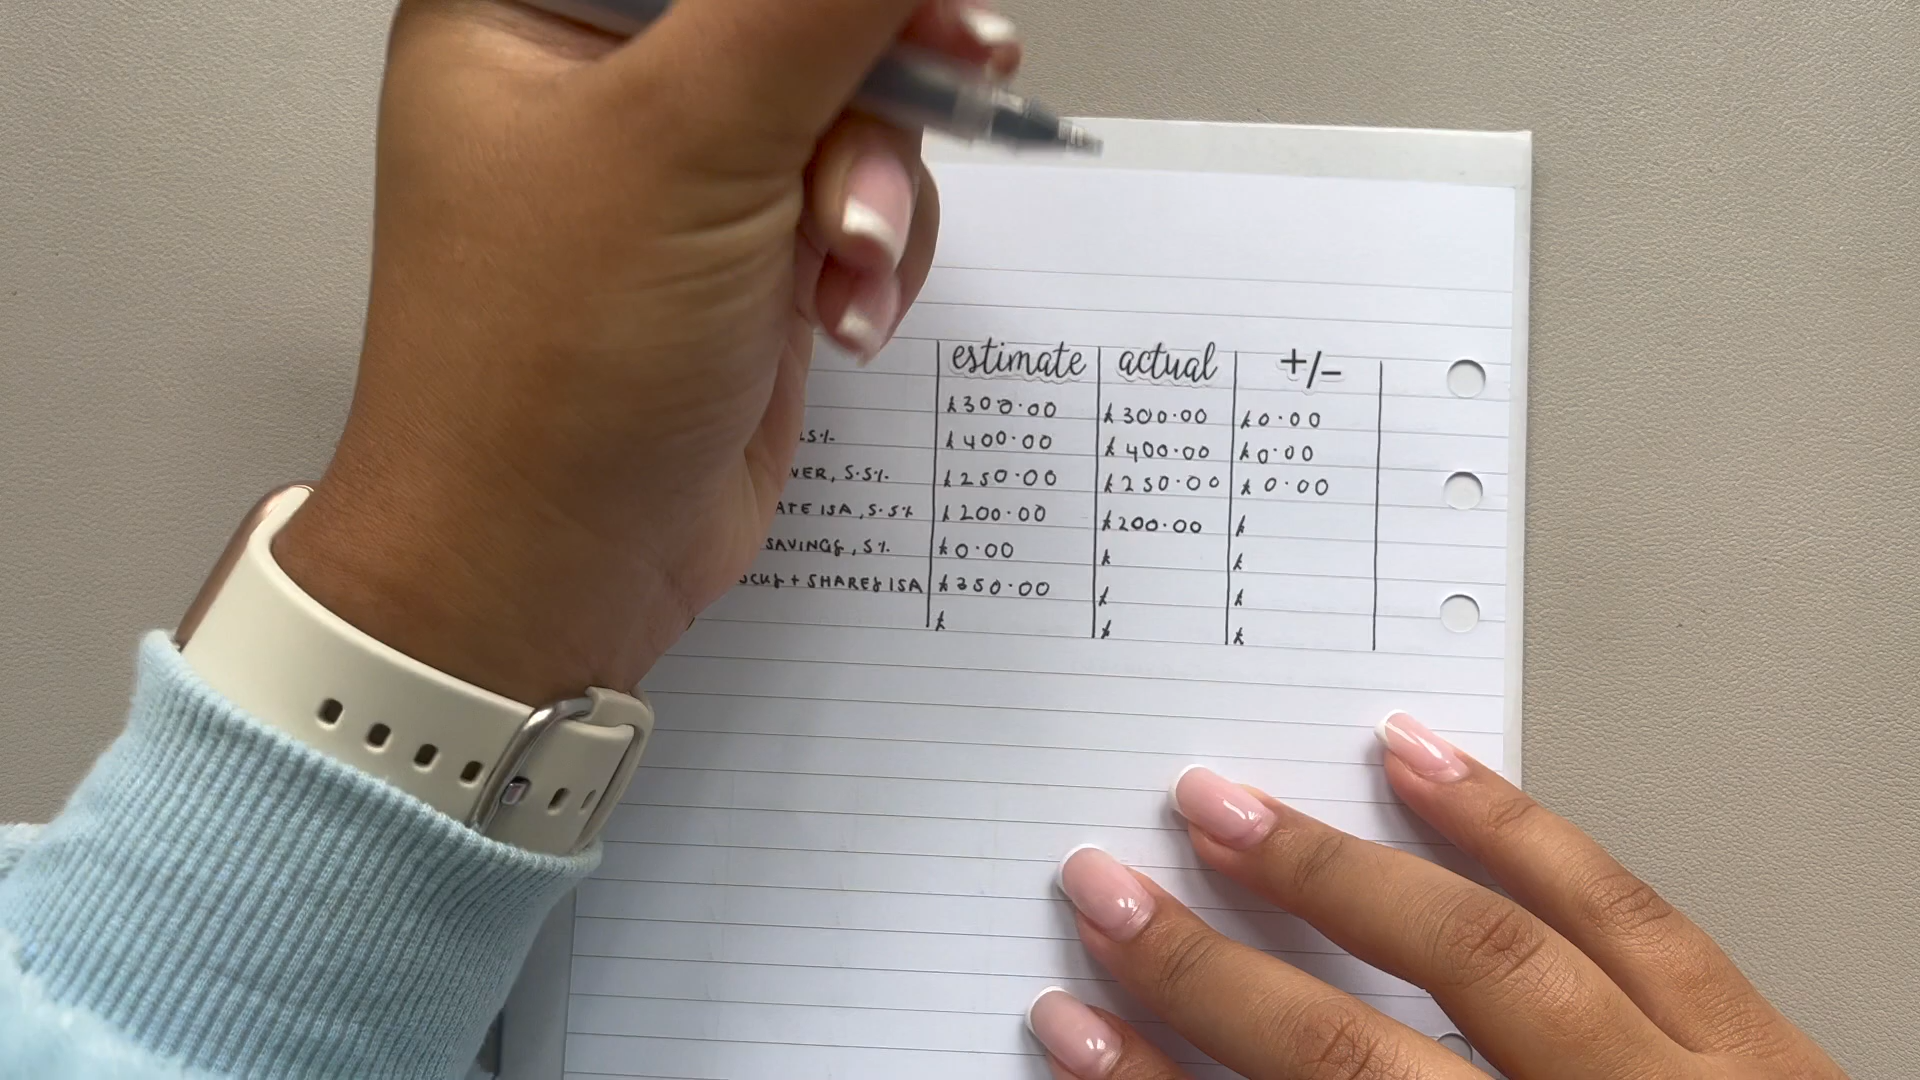 estimate actual +/-
£300.00 £300.00 £0.00
.5% £400.00 £400.00 £0.00
VER, 5.5% £250.00 £250.00 £0.00
ATE ISA, 5.5% £200.00 £200.00 £
SAVINGS, 5% £0.00 £ £
OCKS + SHARES ISA £350.00 £ £
£ £ £